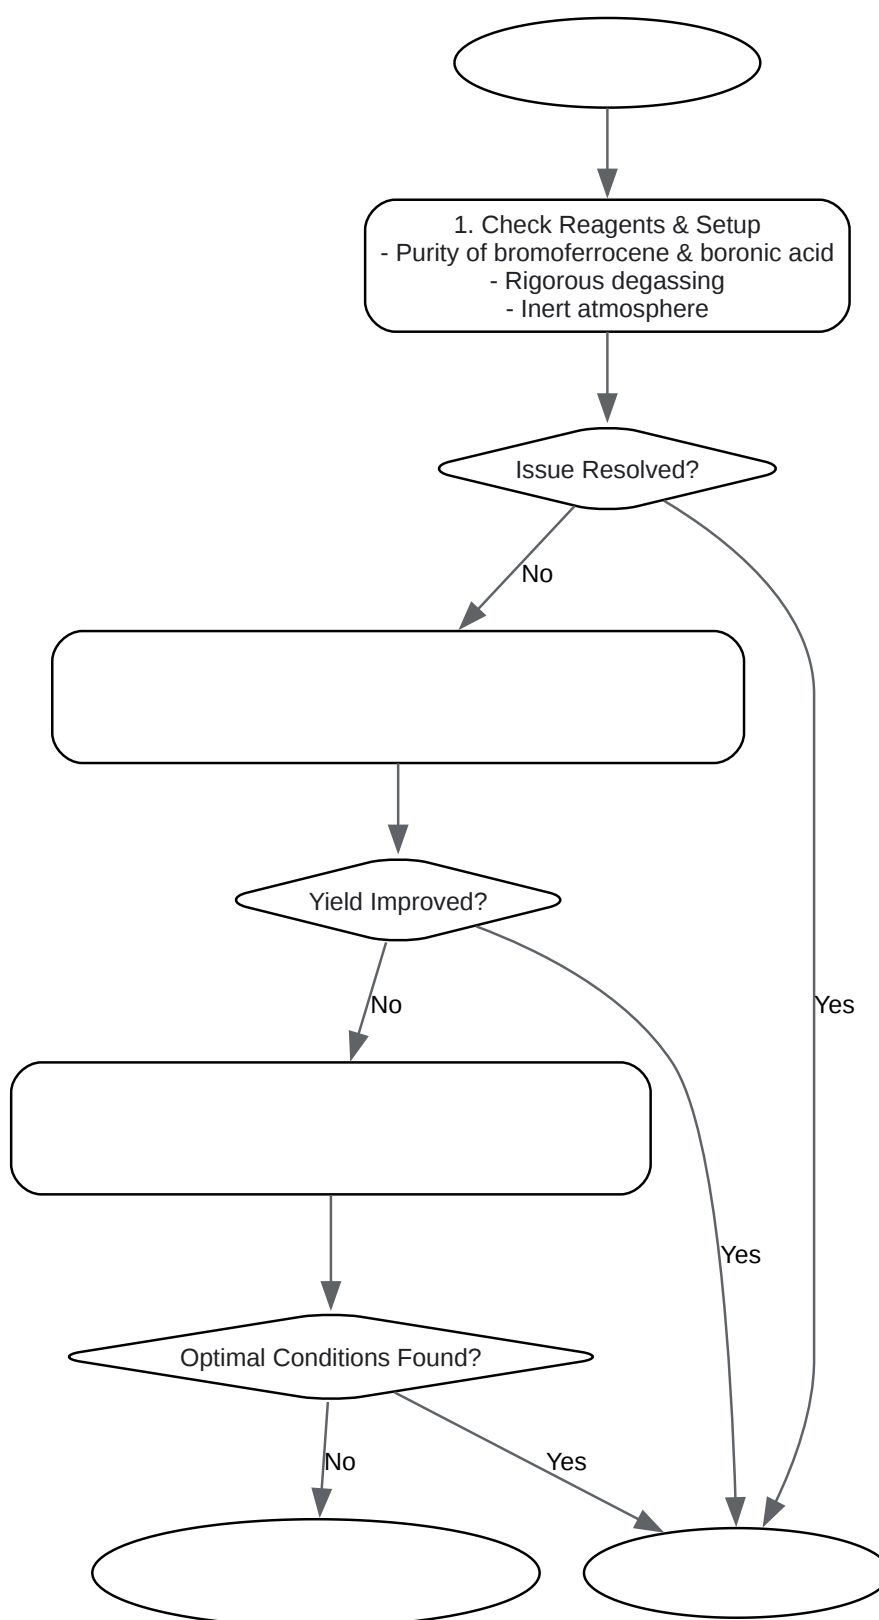 1. Check Reagents & Setup
- Purity of bromoferrocene & boronic acid
- Rigorous degassing
- Inert atmosphere
Issue Resolved?
No
Yield Improved?
No
Yes
Yes
Optimal Conditions Found?
No
Yes